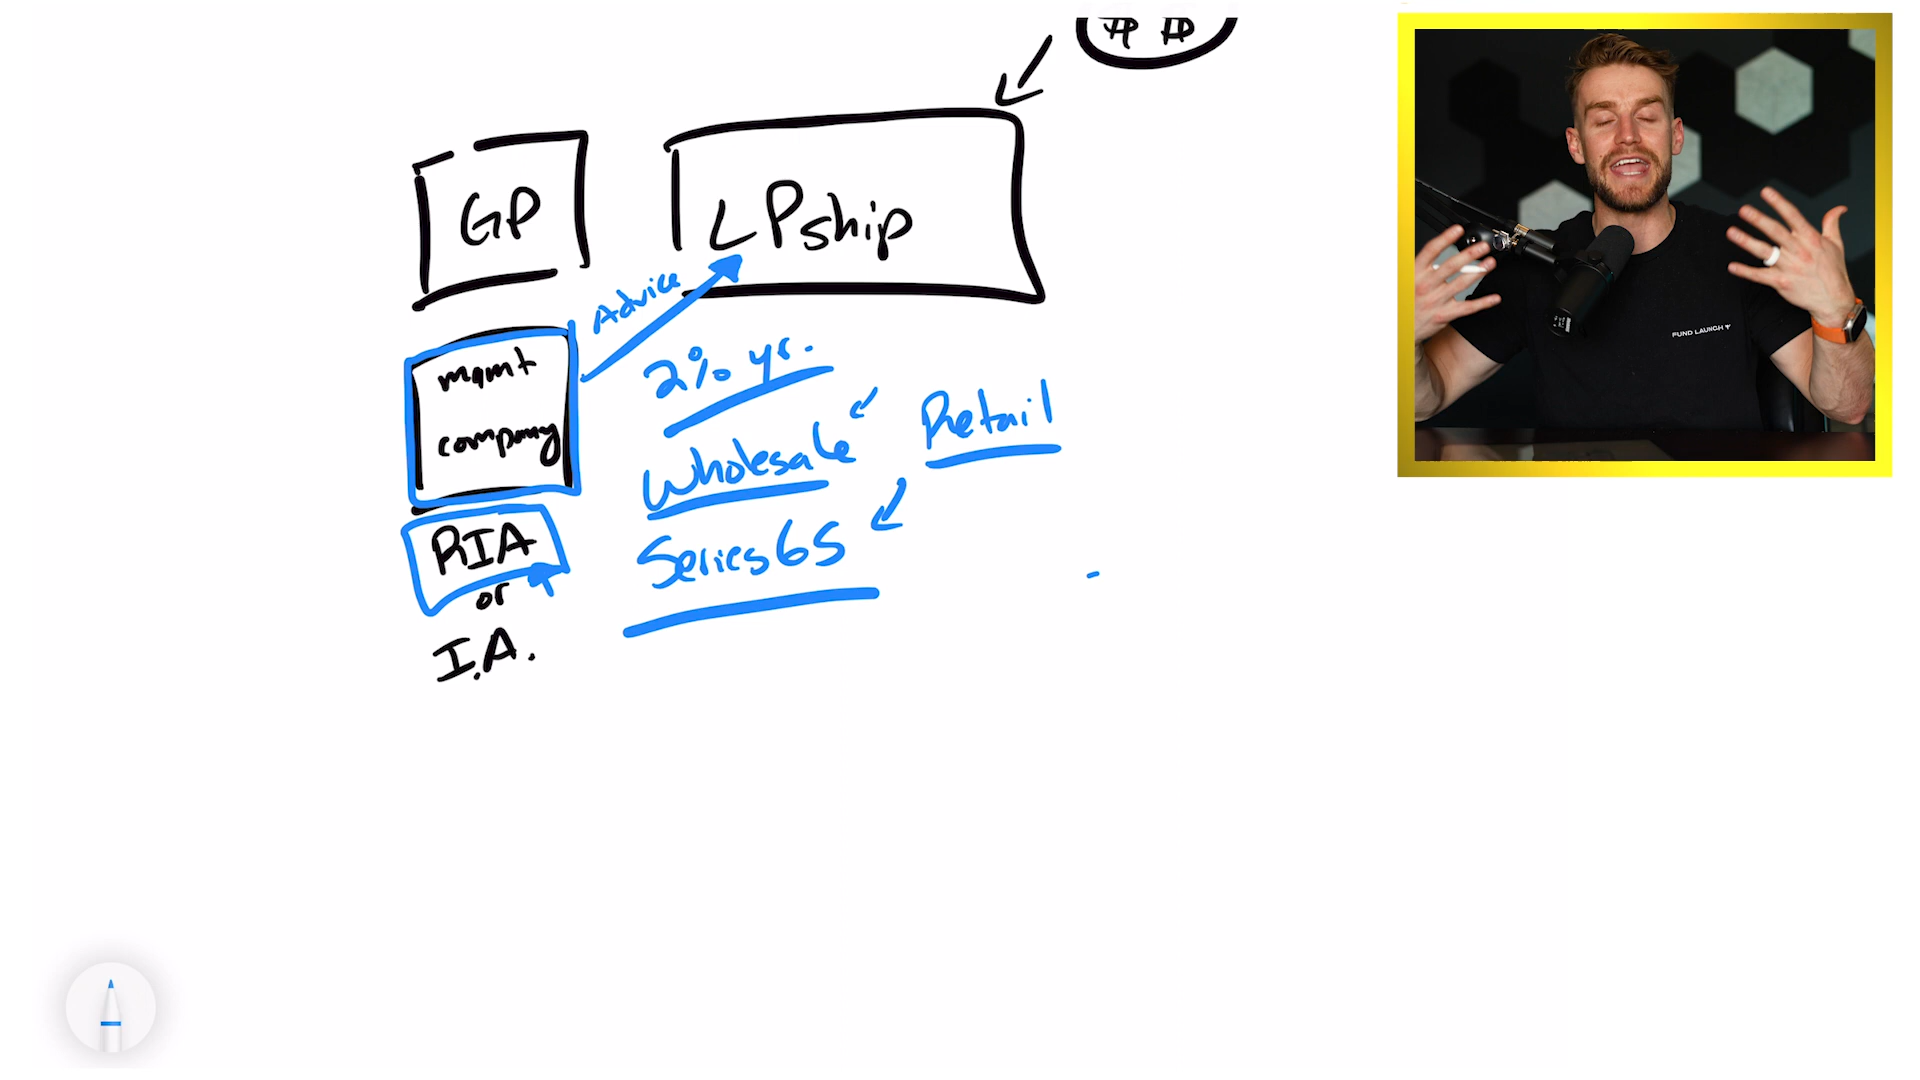 GP
LPship
Advice
mgmt
company
2% yr.
Wholesale
Retail
RIA
or
I.A.
Series 65
FUND LAUNCH